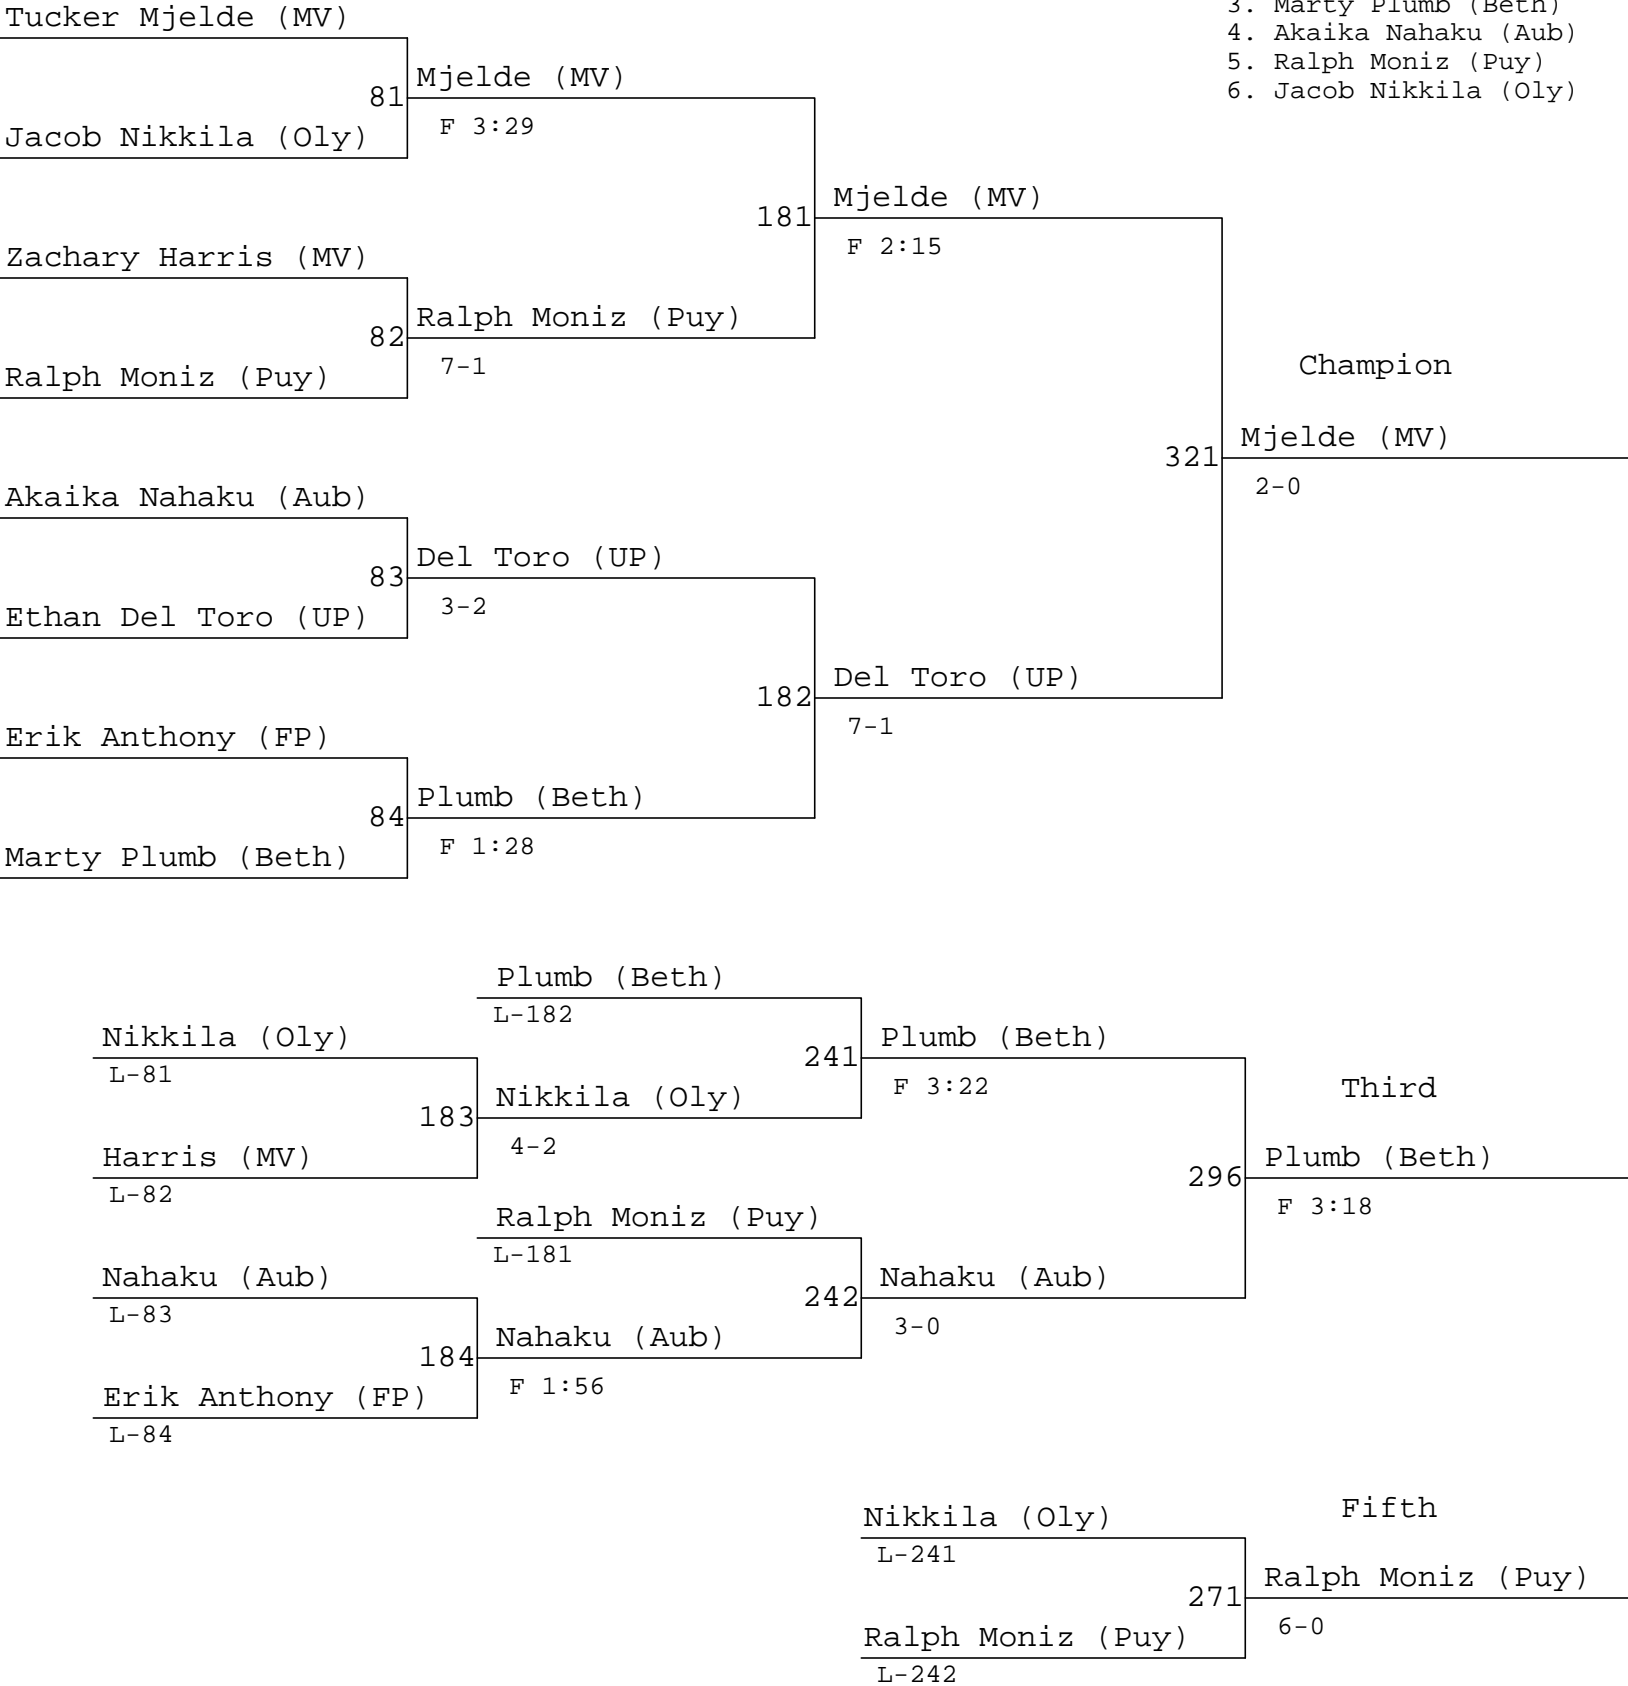 3. Marty Plumb (Beth)
Tucker Mjelde (MV)
4. Akaika Nahaku (Aub)
5. Ralph Moniz (Puy)
Mjelde (MV)
6. Jacob Nikkila (Oly)
81
F 3:29
Jacob Nikkila (Oly)
Mjelde (MV)
181
F 2:15
Zachary Harris (MV)
Ralph Moniz (Puy)
82
7-1
Ralph Moniz (Puy)
Champion
Mjelde (MV)
321
2-0
Akaika Nahaku (Aub)
Del Toro (UP)
83
3-2
Ethan Del Toro (UP)
Del Toro (UP)
182
7-1
Erik Anthony (FP)
Plumb (Beth)
84
F 1:28
Marty Plumb (Beth)
Plumb (Beth)
L-182
Nikkila (Oly)
L-81
Plumb (Beth)
241
F 3:22
Third
Nikkila (Oly)
183
4-2
Harris (MV)
L-82
Plumb (Beth)
296
F 3:18
Ralph Moniz (Puy)
L-181
Nahaku (Aub)
L-83
Nahaku (Aub)
242
3-0
Nahaku (Aub)
184
F 1:56
Erik Anthony (FP)
L-84
Fifth
Nikkila (Oly)
L-241
Ralph Moniz (Puy)
271
6-0
Ralph Moniz (Puy)
L-242